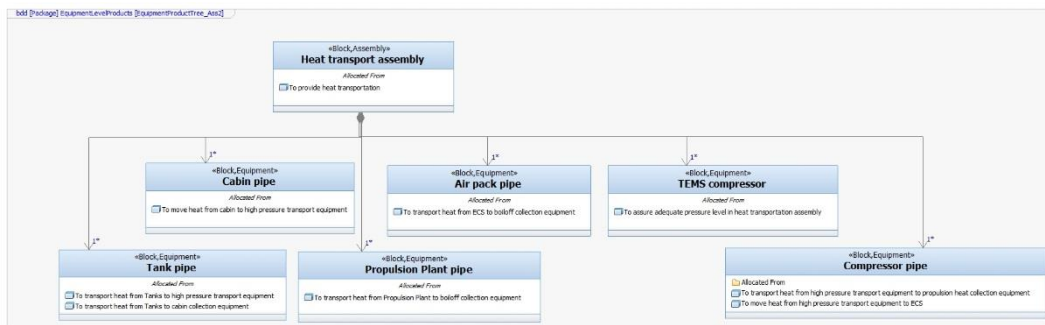 bdd [Package] EquipmentLevelProducts [EquipmentProductTree_Ass2]
«Block,Assembly»
Heat transport assembly
Allocated From
To provide heat transportation
1*
1*
1*
«Block,Equipment»
Cabin pipe
Allocated From
To move heat from cabin to high pressure transport equipment
«Block,Equipment»
Air pack pipe
Allocated From
To transport heat from ECS to boiloff collection equipment
«Block,Equipment»
TEMS compressor
Allocated From
To assure adequate pressure level in heat transportation assembly
1*
1*
1*
«Block,Equipment»
Tank pipe
Allocated From
To transport heat from Tanks to high pressure transport equipment
To transport heat from Tanks to cabin collection equipment
«Block,Equipment»
Propulsion Plant pipe
Allocated From
To transport heat from Propulsion Plant to boiloff collection equipment
«Block,Equipment»
Compressor pipe
Allocated From
To transport heat from high pressure transport equipment to propulsion heat collection equipment
To move heat from high pressure transport equipment to ECS